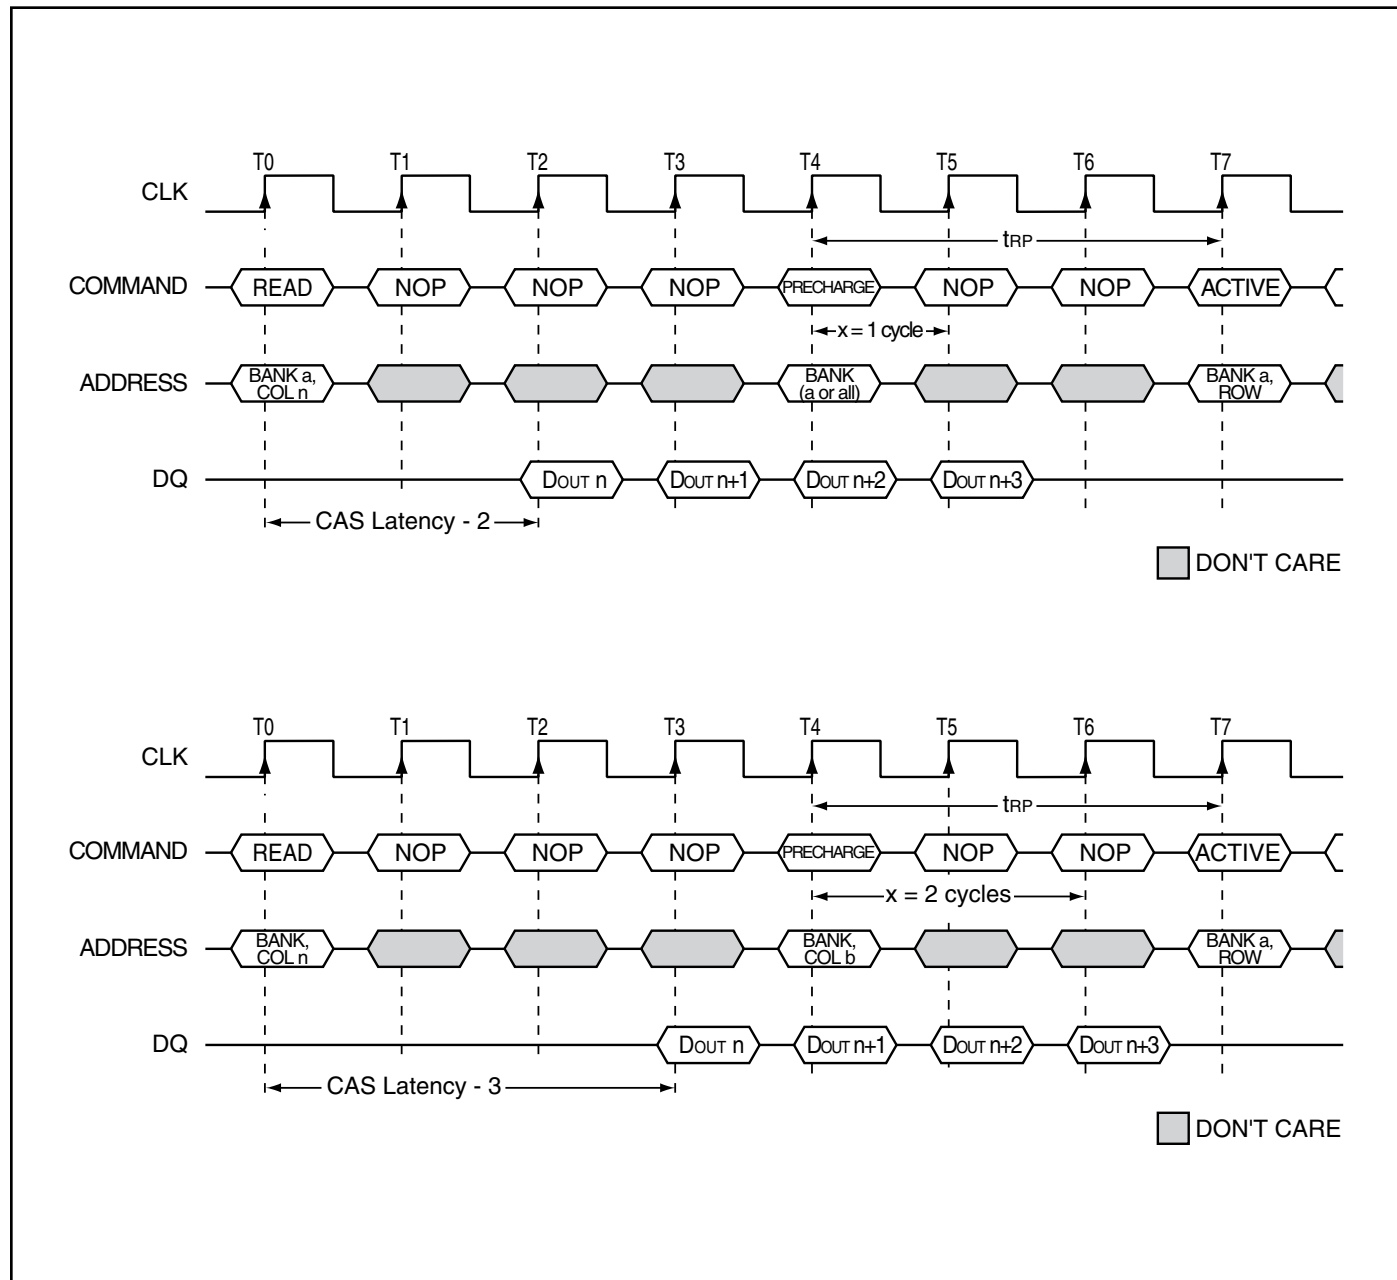 T0 T1 T2 T3 T4 T5 T6 T7
CLK
tRP
COMMAND READ NOP NOP NOP PRECHARGE NOP NOP ACTIVE
x = 1 cycle
ADDRESS BANK a, COL n BANK (a or all) BANK a, ROW
DQ DOUT n DOUT n+1 DOUT n+2 DOUT n+3
CAS Latency - 2
DON'T CARE
T0 T1 T2 T3 T4 T5 T6 T7
CLK
tRP
COMMAND READ NOP NOP NOP PRECHARGE NOP NOP ACTIVE
x = 2 cycles
ADDRESS BANK, COL n BANK, COL b BANK a, ROW
DQ DOUT n DOUT n+1 DOUT n+2 DOUT n+3
CAS Latency - 3
DON'T CARE